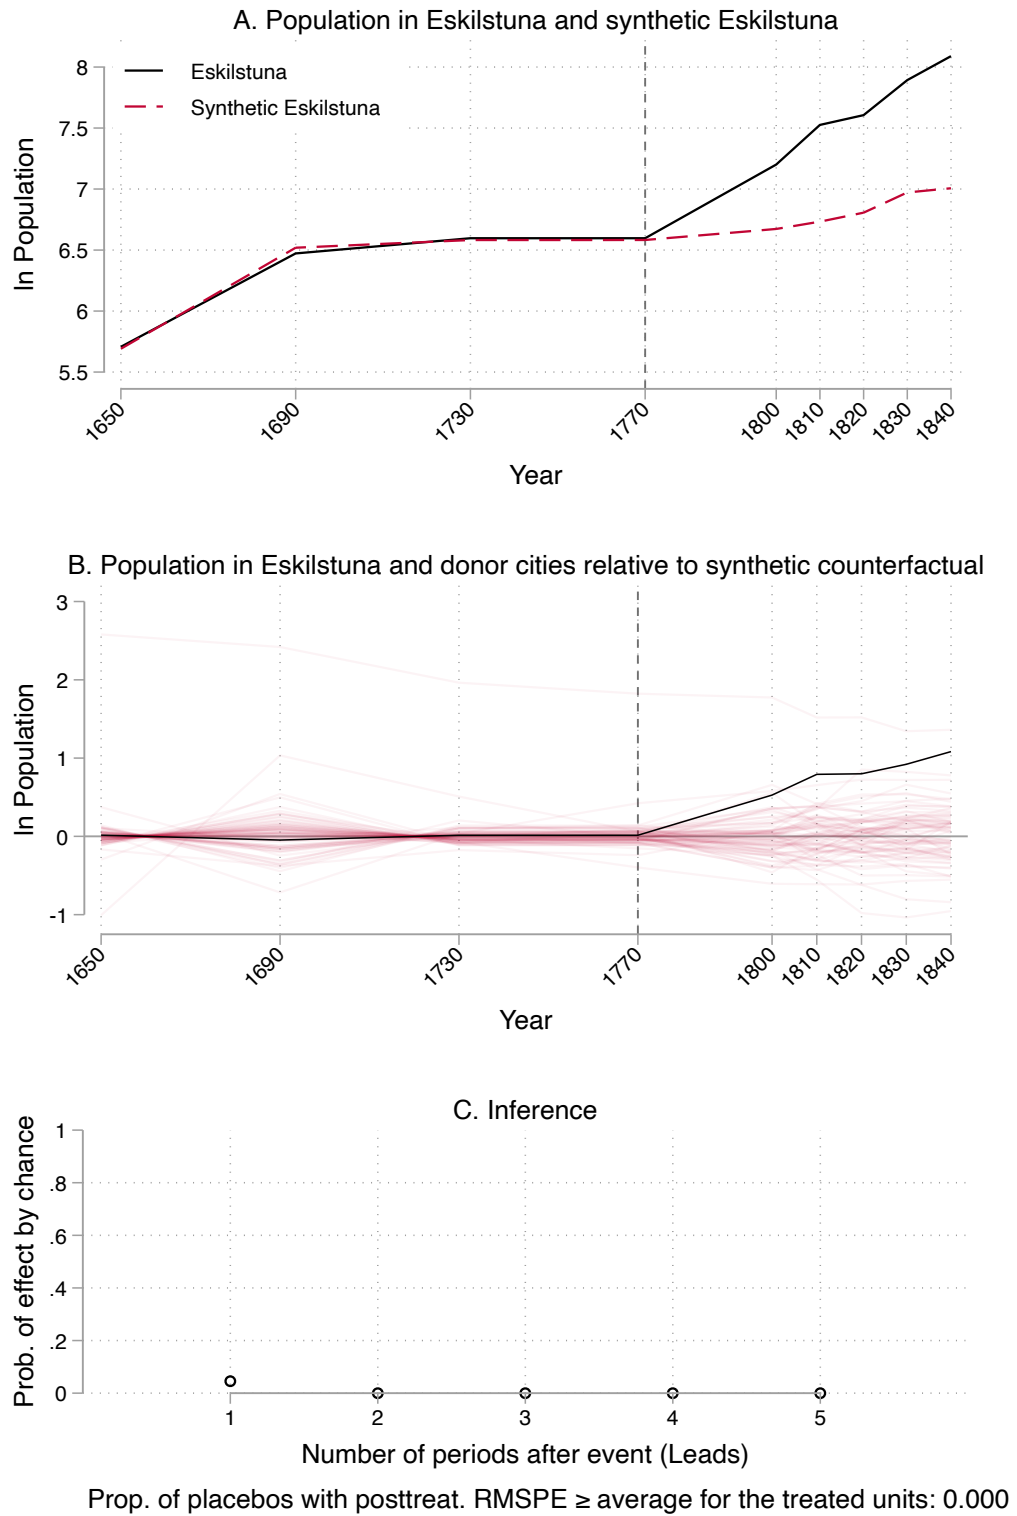 A. Population in Eskilstuna and synthetic Eskilstuna
Eskilstuna
Synthetic Eskilstuna
ln Population
8
7.5
7
6.5
6
5.5
1650 1690 1730 1770 1800 1810 1820 1830 1840
Year
B. Population in Eskilstuna and donor cities relative to synthetic counterfactual
ln Population
3
2
1
0
-1
1650 1690 1730 1770 1800 1810 1820 1830 1840
Year
C. Inference
Prob. of effect by chance
1
.8
.6
.4
.2
0
1 2 3 4 5
Number of periods after event (Leads)
Prop. of placebos with posttreat. RMSPE ≥ average for the treated units: 0.000